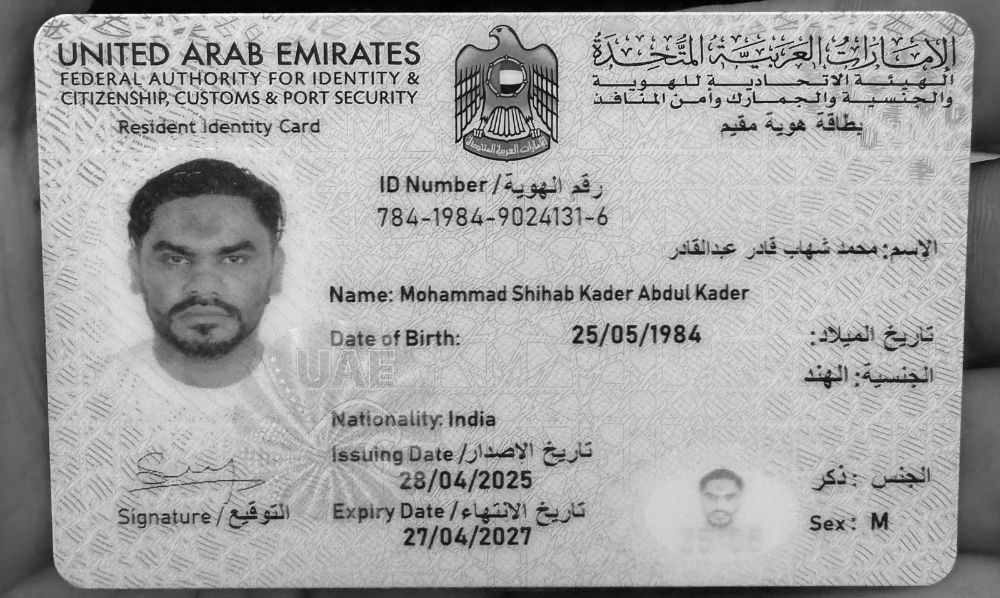 UNITED ARAB EMIRATES
FEDERAL AUTHORITY FOR IDENTITY &
CITIZENSHIP, CUSTOMS & PORT SECURITY
Resident Identity Card
الإمارات العربية المتحدة
الهيئة الاتحادية للهوية
والجنسية والجمارك وأمن المنافذ
بطاقة هوية مقيم
الإمارات العربية المتحدة
ID Number / رقم الهوية
784-1984-9024131-6
الإسم: محمد شهاب قادر عبدالقادر
Name: Mohammad Shihab Kader Abdul Kader
Date of Birth: 25/05/1984 تاريخ الميلاد:
الجنسية: الهند
UAE
Nationality: India
Issuing Date / تاريخ الاصدار
28/04/2025
Expiry Date / تاريخ الانتهاء
27/04/2027
الجنس : ذكر
Sex: M
Signature / التوقيع